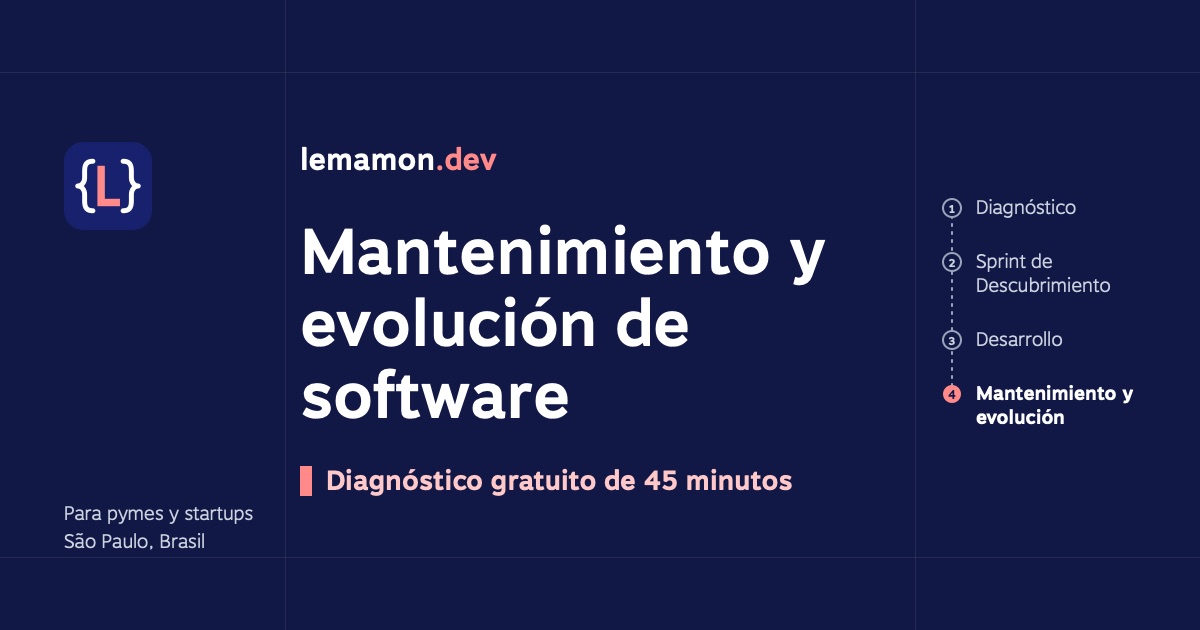 {L}
Para pymes y startups
São Paulo, Brasil
lemamon.dev
Mantenimiento y
evolución de
software
Diagnóstico gratuito de 45 minutos
1 Diagnóstico
2 Sprint de
Descubrimiento
3 Desarrollo
4 Mantenimiento y
evolución